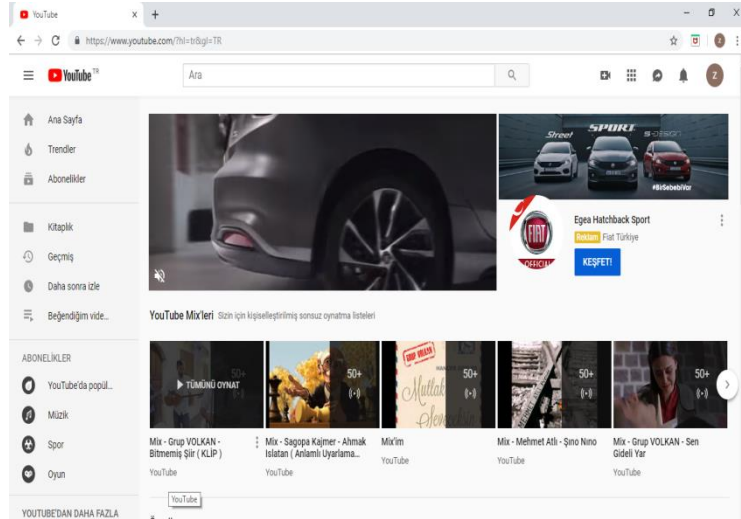 YouTube
https://www.youtube.com/?hl=tr&gl=TR
Z
YouTube TR
Ara
Z
Ana Sayfa
Trendler
Abonelikler
Kitaplık
Geçmiş
Daha sonra izle
Beğendiğim vide...
ABONELİKLER
YouTube'da popül...
Müzik
Spor
Oyun
YOUTUBE'DAN DAHA FAZLA
Street
SPORT
S-DESIGN
#BirSebebiVar
FIAT
OFFICIAL
Egea Hatchback Sport
Reklam Fiat Türkiye
KEŞFET!
YouTube Mix'leri Sizin için kişiselleştirilmiş sonsuz oynatma listeleri
50+
TÜMÜNÜ OYNAT
Mix - Grup VOLKAN -
Bitmemiş Şiir ( KLİP )
YouTube
50+
Mix - Sagopa Kajmer - Ahmak
Islatan ( Anlamlı Uyarlama...
YouTube
GRUP VOLKAN
Mutlak
50+
Mix'im
YouTube
50+
Mix - Mehmet Atlı - Şıno Nıno
YouTube
50+
Mix - Grup VOLKAN - Sen
Gideli Yar
YouTube
YouTube